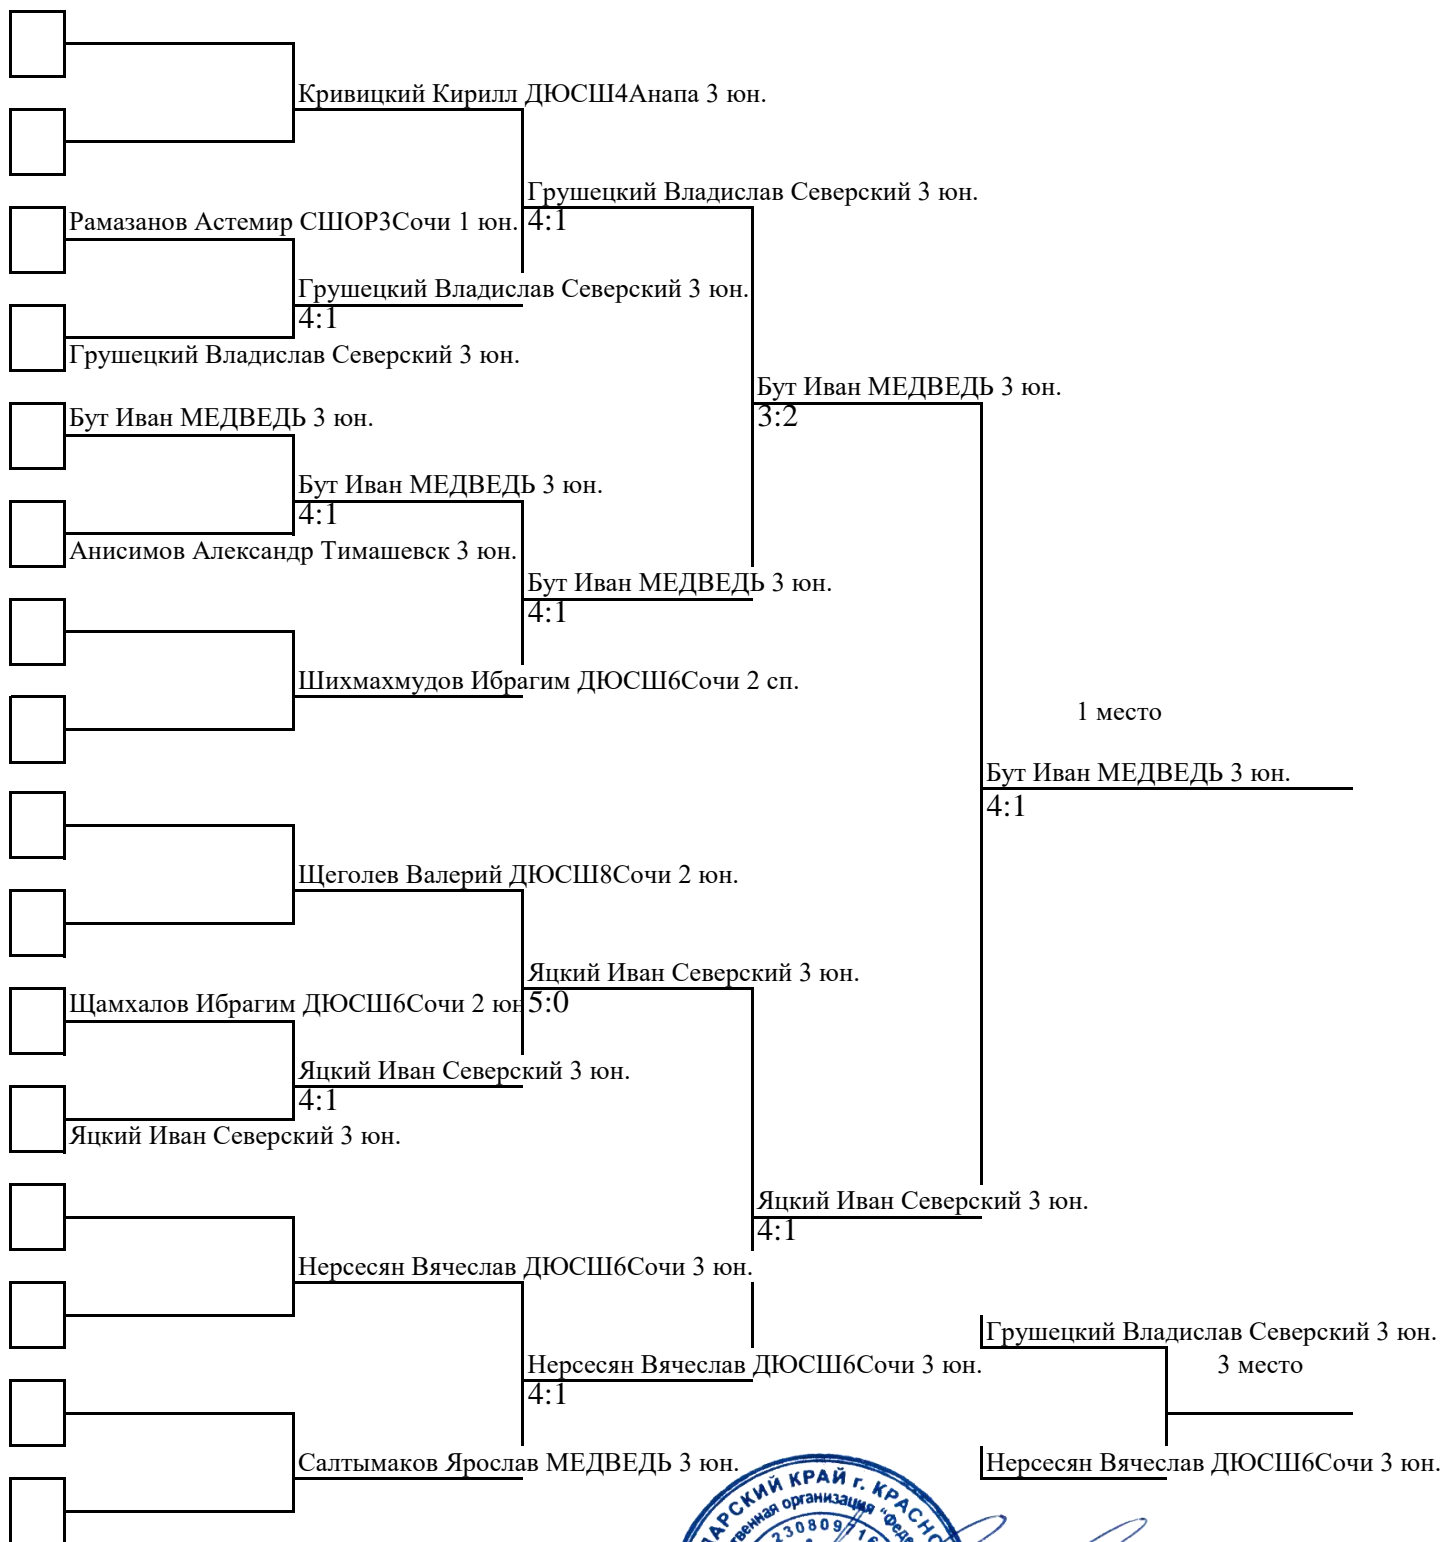 Кривицкий Кирилл ДЮСШ4Анапа 3 юн.
Грушецкий Владислав Северский 3 юн.
4:1
Рамазанов Астемир СШОР3Сочи 1 юн.
Грушецкий Владислав Северский 3 юн.
4:1
Грушецкий Владислав Северский 3 юн.
Бут Иван МЕДВЕДЬ 3 юн.
3:2
Бут Иван МЕДВЕДЬ 3 юн.
Бут Иван МЕДВЕДЬ 3 юн.
4:1
Анисимов Александр Тимашевск 3 юн.
Бут Иван МЕДВЕДЬ 3 юн.
4:1
Шихмахмудов Ибрагим ДЮСШ6Сочи 2 сп.
1 место
Бут Иван МЕДВЕДЬ 3 юн.
4:1
Щеголев Валерий ДЮСШ8Сочи 2 юн.
Яцкий Иван Северский 3 юн.
5:0
Щамхалов Ибрагим ДЮСШ6Сочи 2 юн
Яцкий Иван Северский 3 юн.
4:1
Яцкий Иван Северский 3 юн.
Яцкий Иван Северский 3 юн.
4:1
Нерсесян Вячеслав ДЮСШ6Сочи 3 юн.
Грушецкий Владислав Северский 3 юн.
Нерсесян Вячеслав ДЮСШ6Сочи 3 юн.
3 место
4:1
Салтымаков Ярослав МЕДВЕДЬ 3 юн.
Нерсесян Вячеслав ДЮСШ6Сочи 3 юн.
ДАРСКИЙ КРАЙ г. КРАСНО
венная организация "Феде
230809716